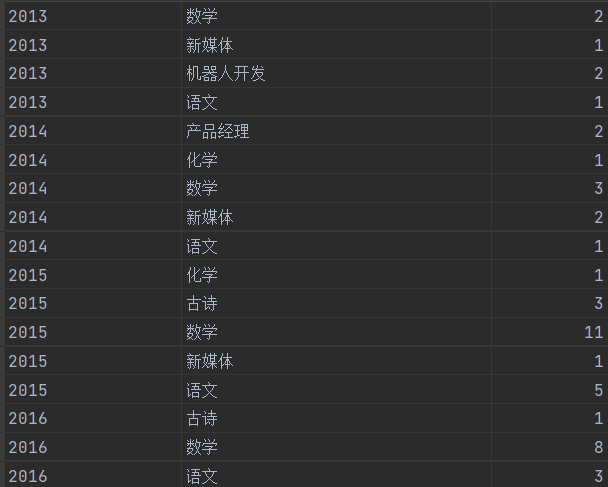 2013 数学 2
2013 新媒体 1
2013 机器人开发 2
2013 语文 1
2014 产品经理 2
2014 化学 1
2014 数学 3
2014 新媒体 2
2014 语文 1
2015 化学 1
2015 古诗 3
2015 数学 11
2015 新媒体 1
2015 语文 5
2016 古诗 1
2016 数学 8
2016 语文 3